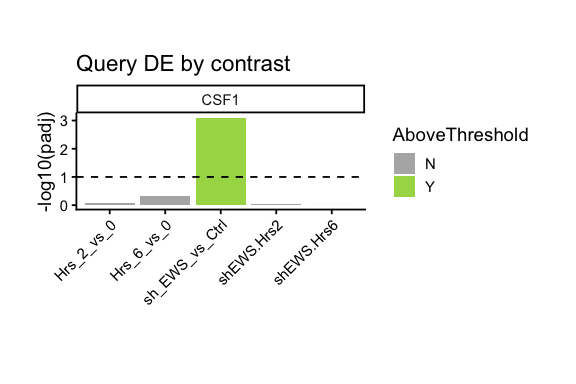 Query DE by contrast
CSF1
-log10(padj)
3
2
1
0
Hrs_2_vs_0
Hrs_6_vs_0
sh_EWS_vs_Ctrl
shEWS.Hrs2
shEWS.Hrs6
AboveThreshold
N
Y